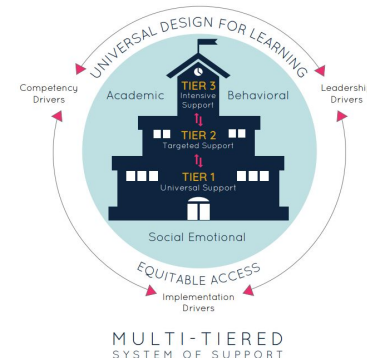 UNIVERSAL DESIGN FOR LEARNING
Competency
Drivers
Leadershi
Drivers
Academic
Behavioral
TIER 3
Intensive
Support
TIER 2
Targeted Support
TIER 1
Universal Support
Social Emotional
EQUITABLE ACCESS
Implementation
Drivers
MULTI-TIERED
SYSTEM OF SUPPORT